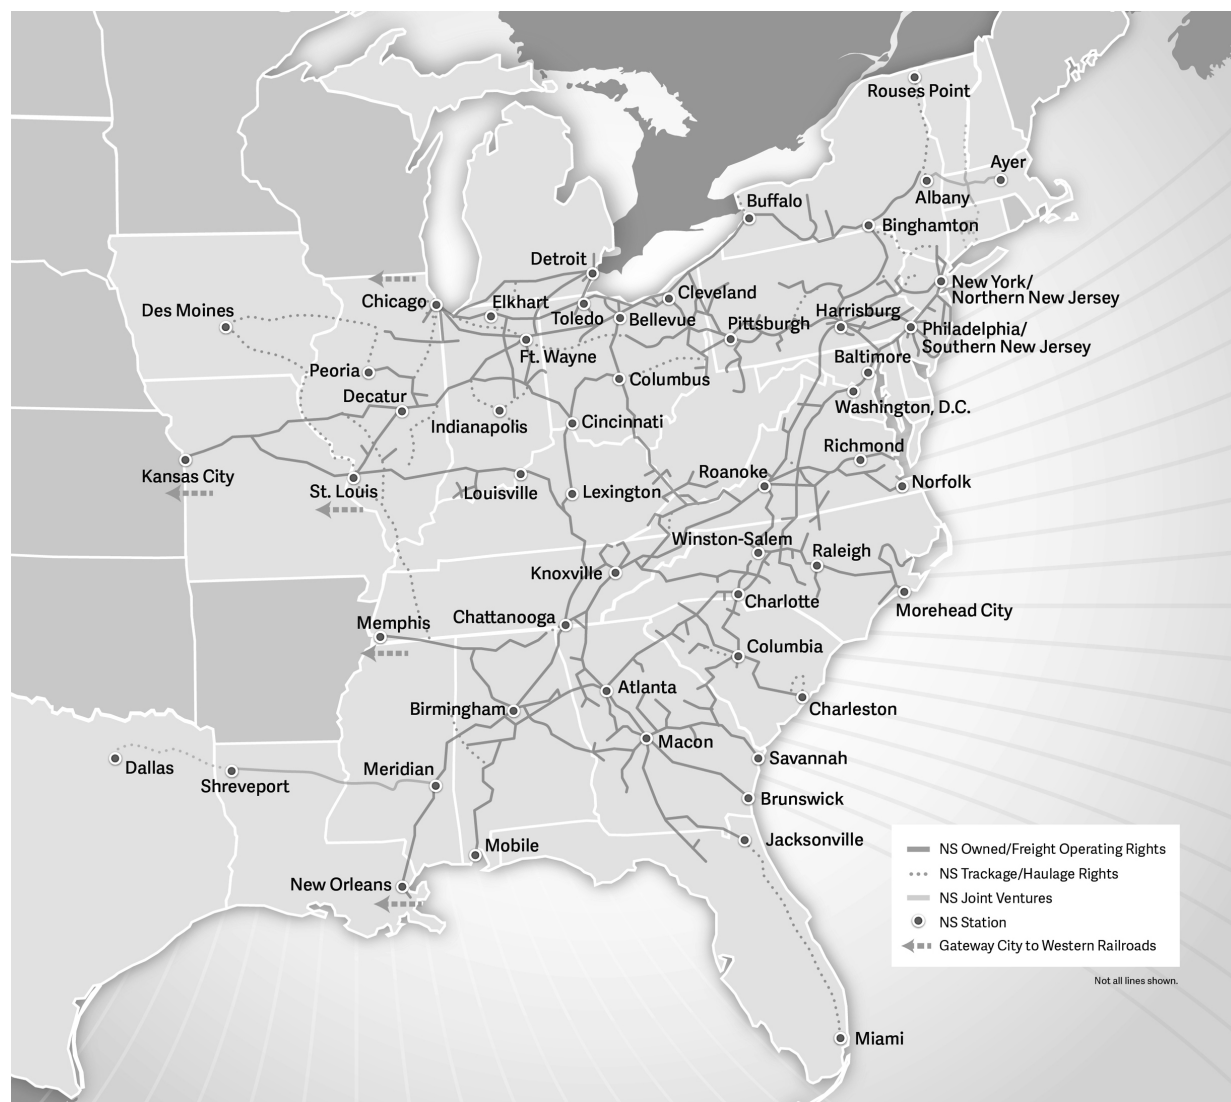 Rouses Point
Ayer
Albany
Buffalo
Binghamton
Detroit
New York/
Northern New Jersey
Chicago
Elkhart
Cleveland
Des Moines
Toledo
Bellevue
Pittsburgh
Harrisburg
Philadelphia/
Southern New Jersey
Ft. Wayne
Baltimore
Peoria
Columbus
Decatur
Washington, D.C.
Indianapolis
Cincinnati
Richmond
Kansas City
St. Louis
Louisville
Lexington
Roanoke
Norfolk
Winston-Salem
Raleigh
Knoxville
Charlotte
Morehead City
Memphis
Chattanooga
Columbia
Atlanta
Birmingham
Charleston
Macon
Savannah
Dallas
Shreveport
Meridian
Brunswick
Jacksonville
Mobile
New Orleans
NS Owned/Freight Operating Rights
NS Trackage/Haulage Rights
NS Joint Ventures
NS Station
Gateway City to Western Railroads
Not all lines shown.
Miami